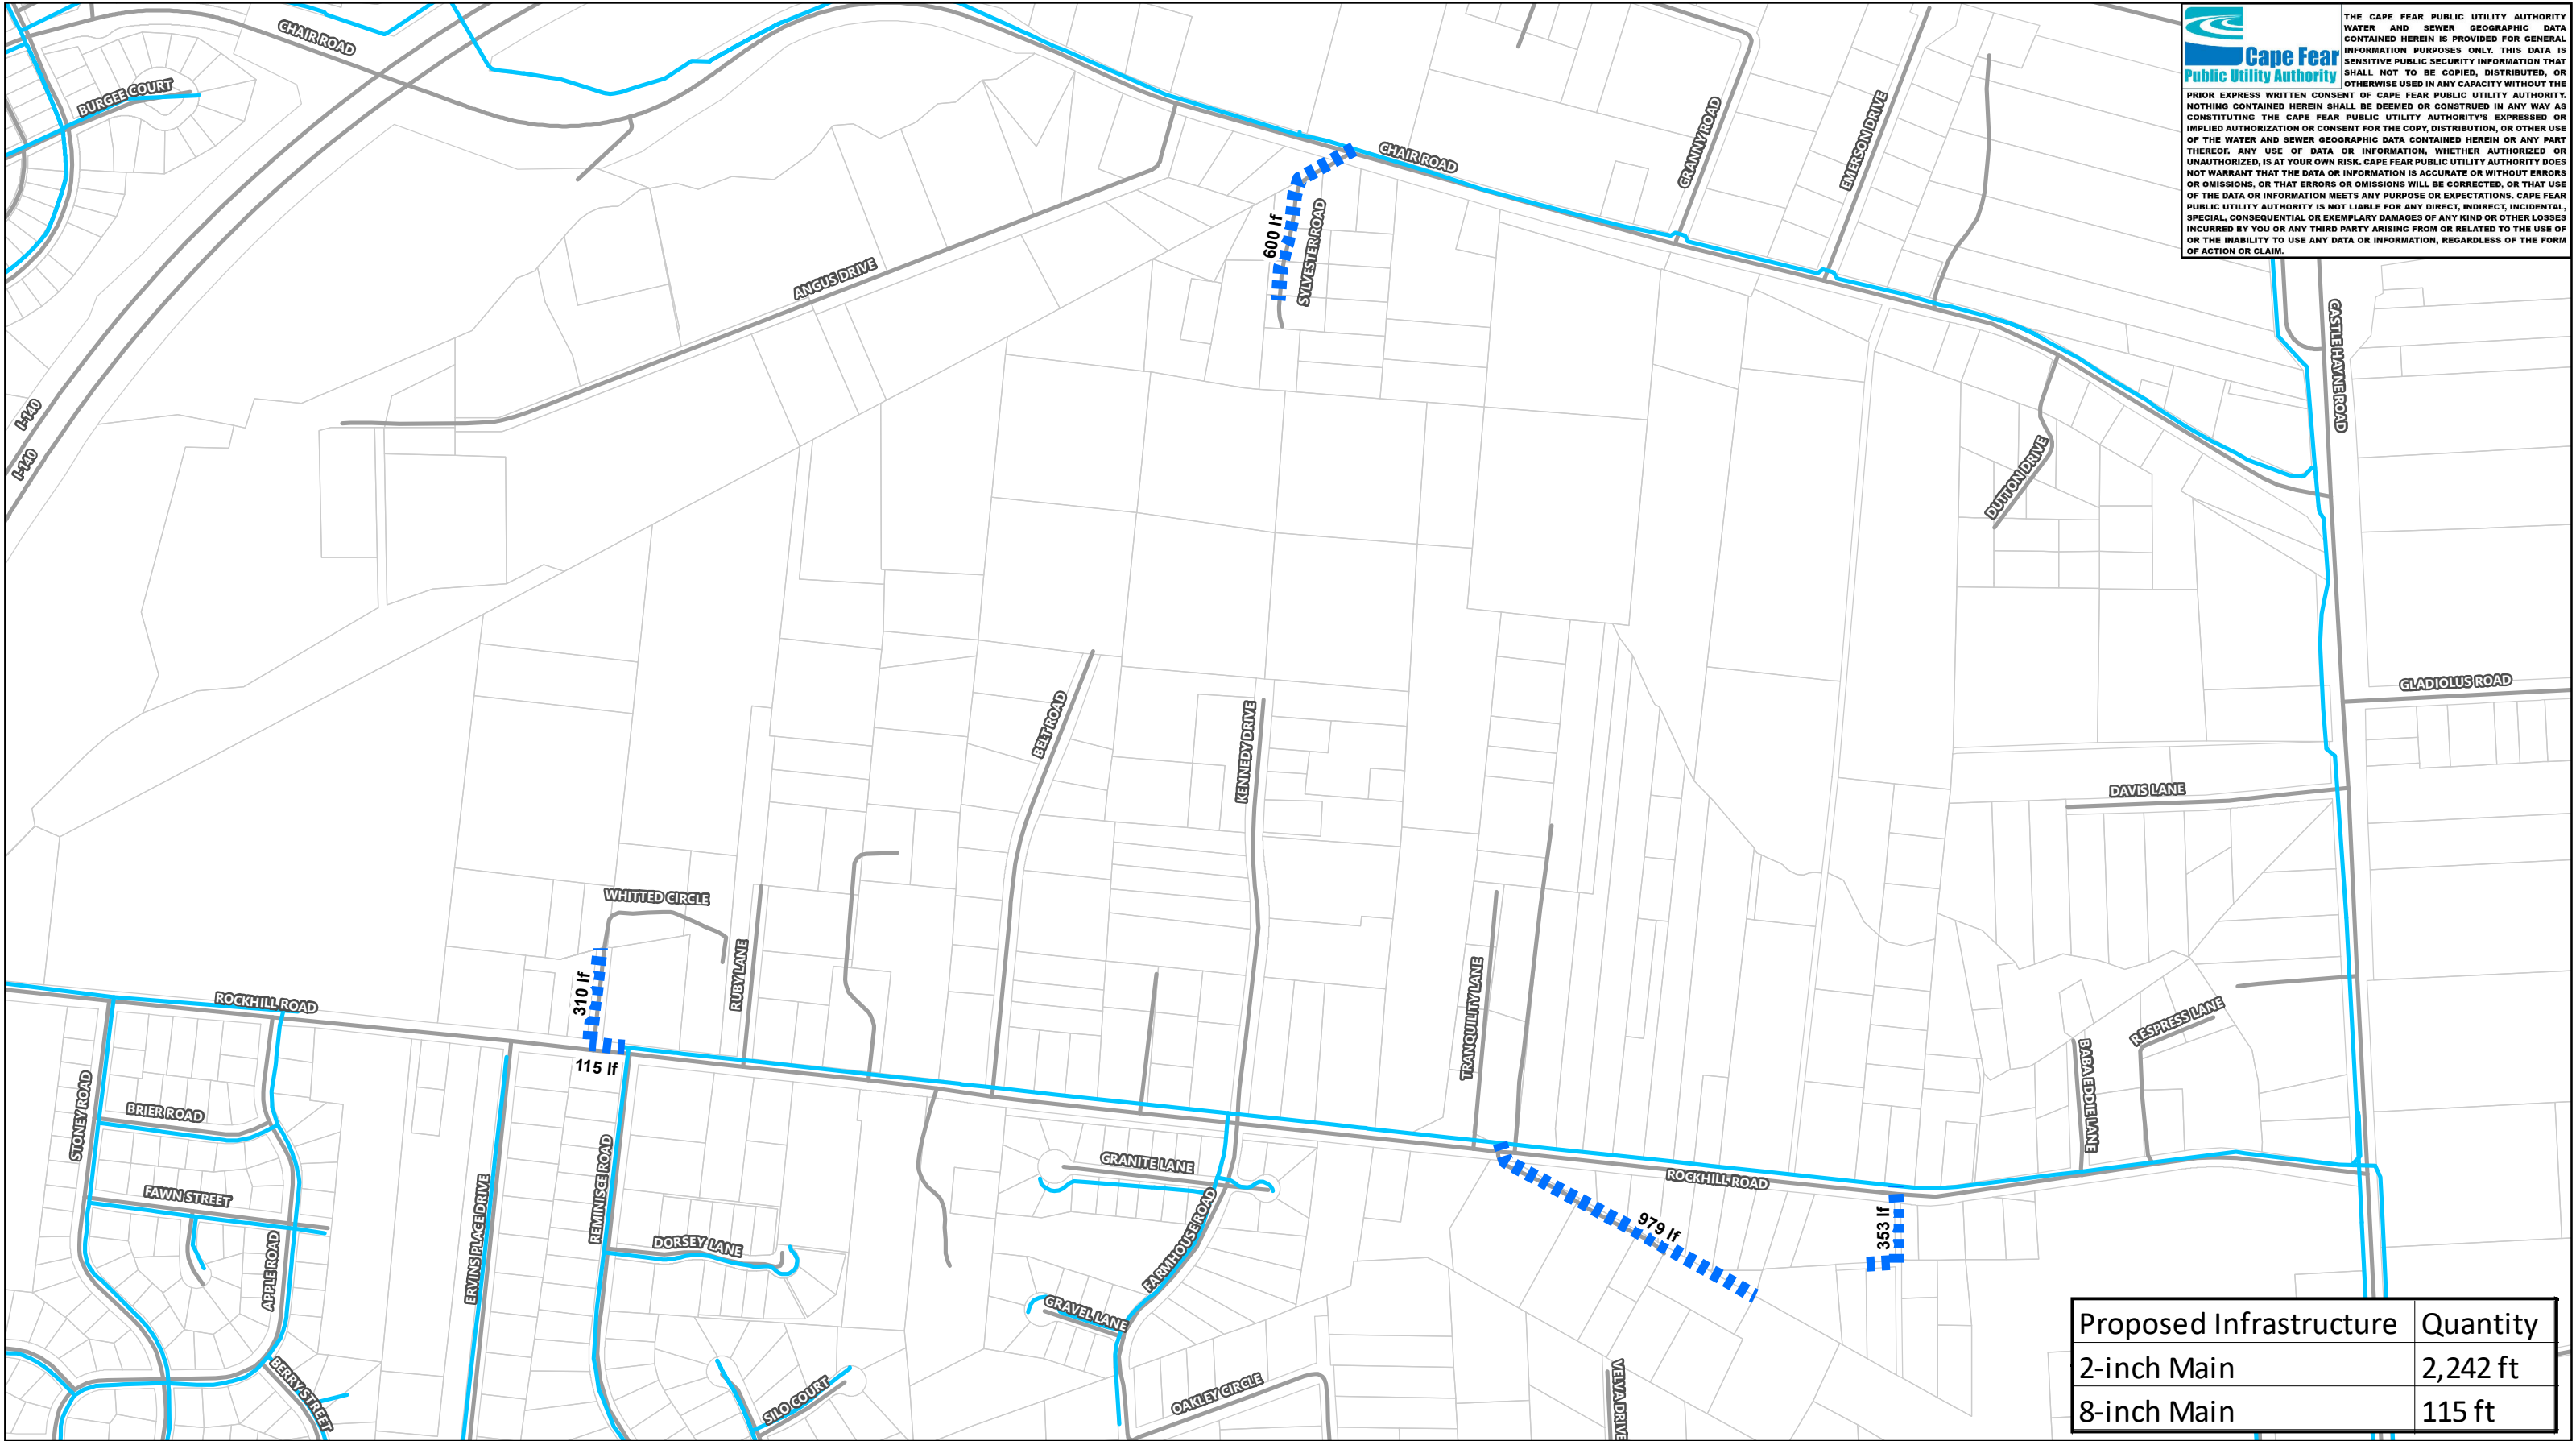 Cape Fear
Public Utility Authority
THE CAPE FEAR PUBLIC UTILITY AUTHORITY
WATER AND SEWER GEOGRAPHIC DATA
CONTAINED HEREIN IS PROVIDED FOR GENERAL
INFORMATION PURPOSES ONLY. THIS DATA IS
SENSITIVE PUBLIC SECURITY INFORMATION THAT
SHALL NOT TO BE COPIED, DISTRIBUTED, OR
OTHERWISE USED IN ANY CAPACITY WITHOUT THE
PRIOR EXPRESS WRITTEN CONSENT OF CAPE FEAR PUBLIC UTILITY AUTHORITY.
NOTHING CONTAINED HEREIN SHALL BE DEEMED OR CONSTRUED IN ANY WAY AS
CONSTITUTING THE CAPE FEAR PUBLIC UTILITY AUTHORITY'S EXPRESSED OR
IMPLIED AUTHORIZATION OR CONSENT FOR THE COPY, DISTRIBUTION, OR OTHER USE
OF THE WATER AND SEWER GEOGRAPHIC DATA CONTAINED HEREIN OR ANY PART
THEREOF. ANY USE OF DATA OR INFORMATION, WHETHER AUTHORIZED OR
UNAUTHORIZED, IS AT YOUR OWN RISK. CAPE FEAR PUBLIC UTILITY AUTHORITY DOES
NOT WARRANT THAT THE DATA OR INFORMATION IS ACCURATE OR WITHOUT ERRORS
OR OMISSIONS, OR THAT ERRORS OR OMISSIONS WILL BE CORRECTED, OR THAT USE
OF THE DATA OR INFORMATION MEETS ANY PURPOSE OR EXPECTATIONS. CAPE FEAR
PUBLIC UTILITY AUTHORITY IS NOT LIABLE FOR ANY DIRECT, INDIRECT, INCIDENTAL,
SPECIAL, CONSEQUENTIAL OR EXEMPLARY DAMAGES OF ANY KIND OR OTHER LOSSES
INCURRED BY YOU OR ANY THIRD PARTY ARISING FROM OR RELATED TO THE USE OF
OR THE INABILITY TO USE ANY DATA OR INFORMATION, REGARDLESS OF THE FORM
OF ACTION OR CLAIM.
CHAIR ROAD
BURGEE COURT
CHAIR ROAD
GRANNY ROAD
EMERSON DRIVE
600 lf
SYLVESTER ROAD
ANGUS DRIVE
CASTLE HAYNE ROAD
I-140
I-140
DUTTON DRIVE
GLADIOLUS ROAD
BELT ROAD
KENNEDY DRIVE
DAVIS LANE
WHITTED CIRCLE
RUBY LANE
310 lf
ROCKHILL ROAD
TRANQUILITY LANE
RESPRESS LANE
BABA EDDIE LANE
115 lf
STONEY ROAD
BRIER ROAD
GRANITE LANE
ROCKHILL ROAD
FAWN STREET
ERVINS PLACE DRIVE
REMINISCE ROAD
DORSEY LANE
FARMHOUSE ROAD
979 lf
353 lf
APPLE ROAD
GRAVEL LANE
BERRY STREET
SILO COURT
OAKLEY CIRCLE
VELVA DRIVE
Proposed Infrastructure Quantity
2-inch Main 2,242 ft
8-inch Main 115 ft